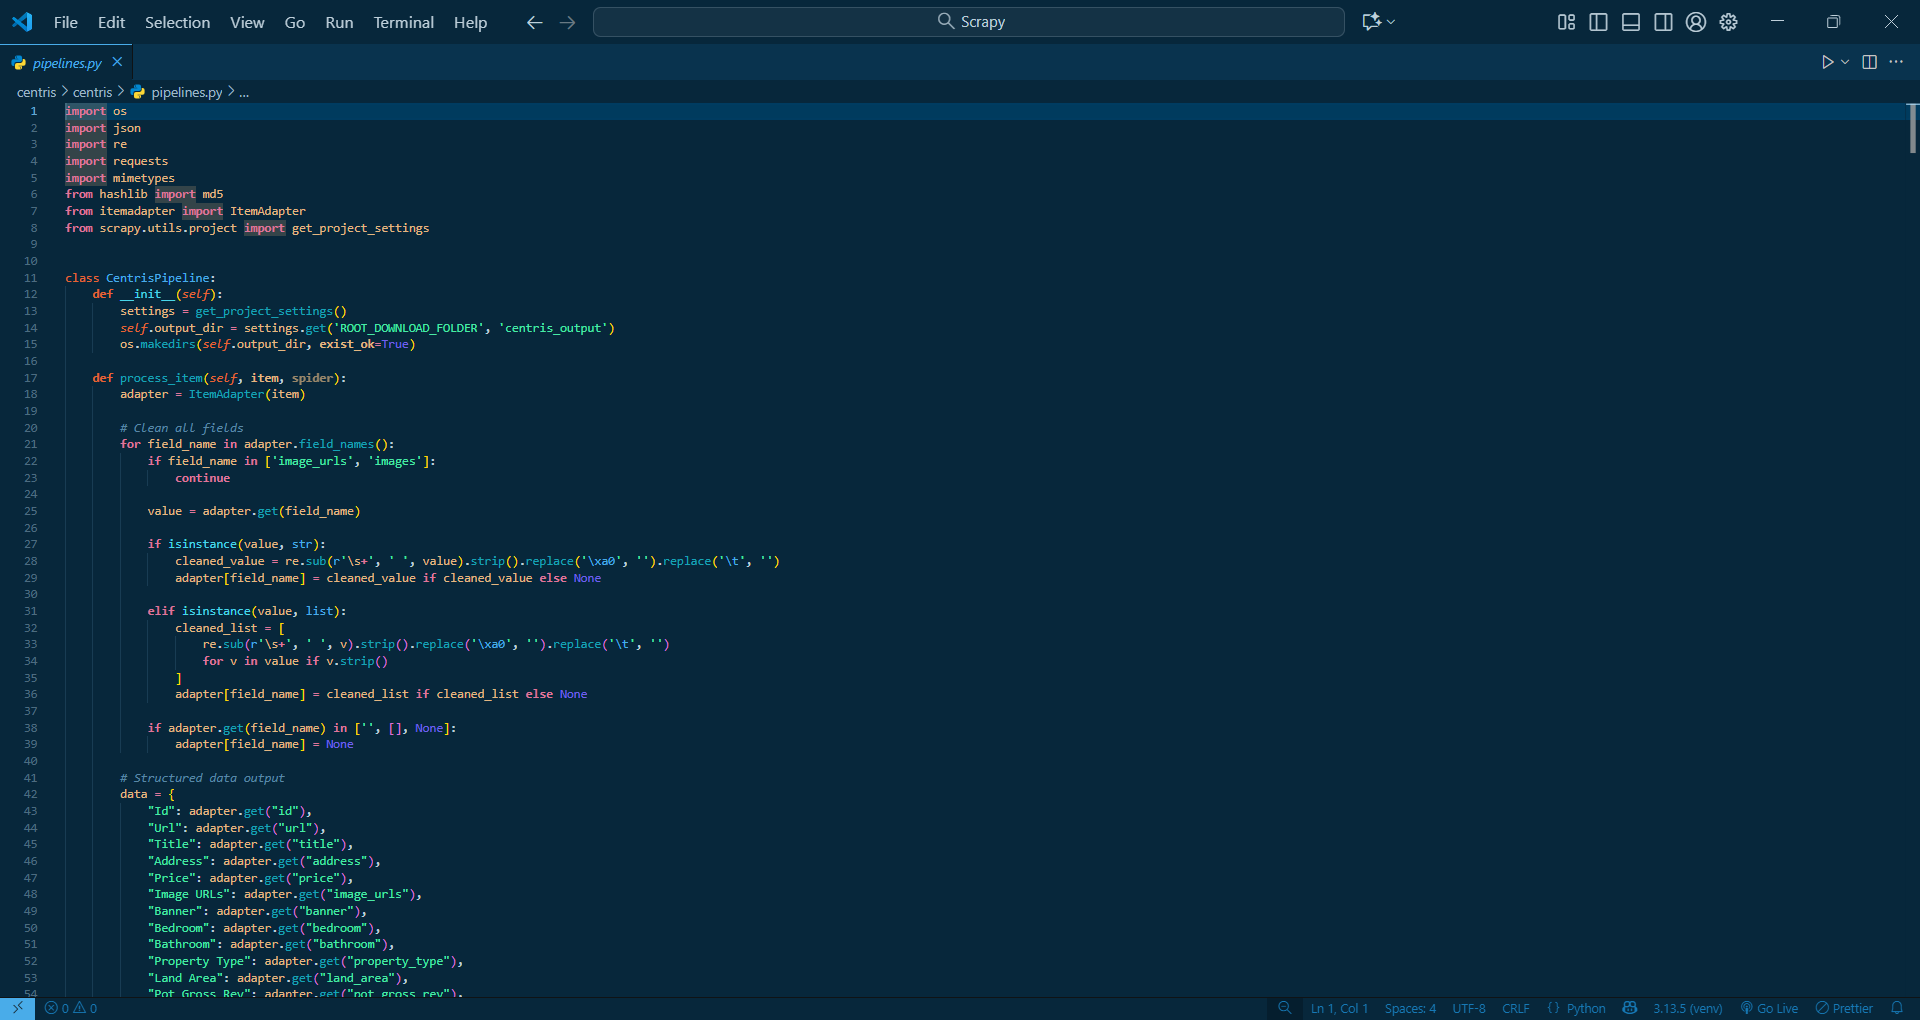 File Edit Selection View Go Run Terminal Help Scrapy
pipelines.py
centris > centris > pipelines.py > ...
1 import os
2 import json
3 import re
4 import requests
5 import mimetypes
6 from hashlib import md5
7 from itemadapter import ItemAdapter
8 from scrapy.utils.project import get_project_settings
9
10
11 class CentrisPipeline:
12     def __init__(self):
13         settings = get_project_settings()
14         self.output_dir = settings.get('ROOT_DOWNLOAD_FOLDER', 'centris_output')
15         os.makedirs(self.output_dir, exist_ok=True)
16
17     def process_item(self, item, spider):
18         adapter = ItemAdapter(item)
19
20         # Clean all fields
21         for field_name in adapter.field_names():
22             if field_name in ['image_urls', 'images']:
23                 continue
24
25             value = adapter.get(field_name)
26
27             if isinstance(value, str):
28                 cleaned_value = re.sub(r'\s+', ' ', value).strip().replace('\xa0', '').replace('\t', '')
29                 adapter[field_name] = cleaned_value if cleaned_value else None
30
31             elif isinstance(value, list):
32                 cleaned_list = [
33                     re.sub(r'\s+', ' ', v).strip().replace('\xa0', '').replace('\t', '')
34                     for v in value if v.strip()
35                 ]
36                 adapter[field_name] = cleaned_list if cleaned_list else None
37
38             if adapter.get(field_name) in ['', [], None]:
39                 adapter[field_name] = None
40
41         # Structured data output
42         data = {
43             "Id": adapter.get("id"),
44             "Url": adapter.get("url"),
45             "Title": adapter.get("title"),
46             "Address": adapter.get("address"),
47             "Price": adapter.get("price"),
48             "Image URLs": adapter.get("image_urls"),
49             "Banner": adapter.get("banner"),
50             "Bedroom": adapter.get("bedroom"),
51             "Bathroom": adapter.get("bathroom"),
52             "Property Type": adapter.get("property_type"),
53             "Land Area": adapter.get("land_area"),
54             "Pot Gross Rev": adapter.get("pot_gross_rev"),
0 0 Ln 1, Col 1 Spaces: 4 UTF-8 CRLF {} Python 3.13.5 (venv) Go Live Prettier